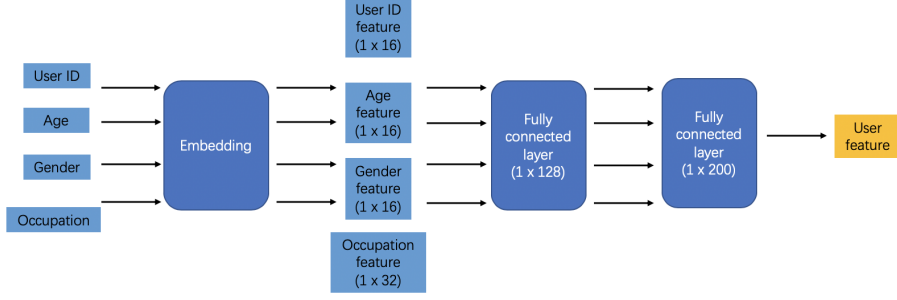 User ID
Age
Gender
Occupation
Embedding
User ID
feature
(1 x 16)
Age
feature
(1 x 16)
Gender
feature
(1 x 16)
Occupation
feature
(1 x 32)
Fully
connected
layer
(1 x 128)
Fully
connected
layer
(1 x 200)
User
feature